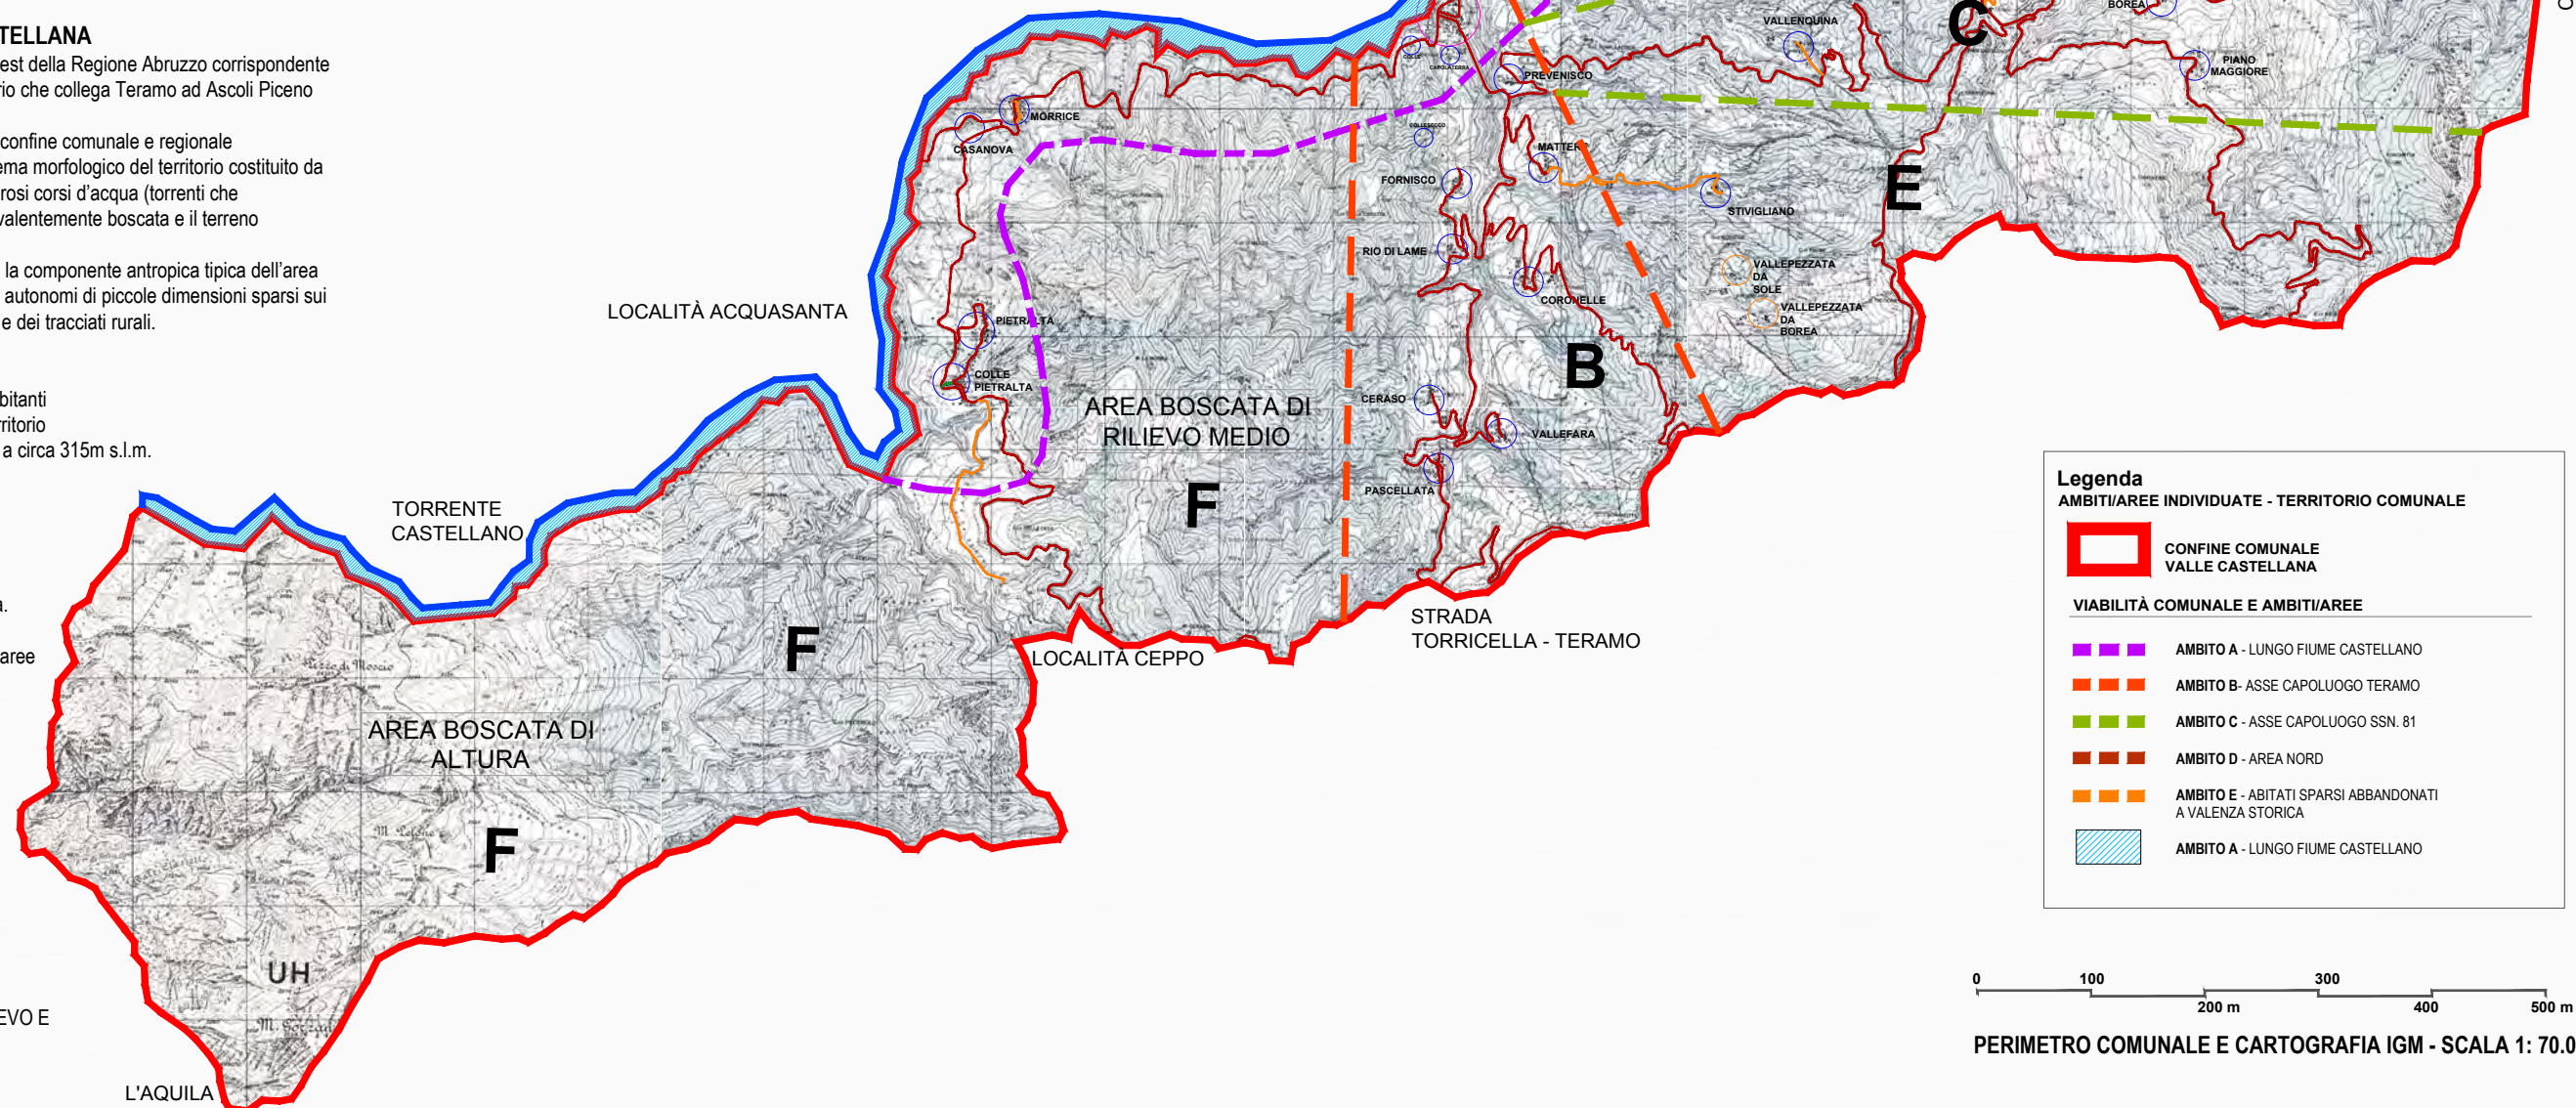 TELLANA
est della Regione Abruzzo corrispondente
rio che collega Teramo ad Ascoli Piceno
confine comunale e regionale
ema morfologico del territorio costituito da
rosi corsi d'acqua (torrenti che
valentemente boscata e il terreno
la componente antropica tipica dell'area
autonomi di piccole dimensioni sparsi sui
e dei tracciati rurali.
bitanti
rritorio
a circa 315m s.l.m.
a.
aree
EVO E
LOCALITÀ ACQUASANTA
TORRENTE
CASTELLANO
MORRICE
CASANOVA
PIETRALTA
COLLE
PIETRALTA
AREA BOSCATA DI
RILIEVO MEDIO
F
F
AREA BOSCATA DI
ALTURA
F
Pizzo di Moscio
UH
L'AQUILA
LOCALITÀ CEPPO
STRADA
TORRICELLA - TERAMO
COLLE
PREVENISCO
FORNISCO
RIO DI LAME
CORONELLE
CERASO
VALLEFARA
PASCELLATA
B
STIVIGLIANO
VALLEPEZZATA
DA
SOLE
VALLEPEZZATA
DA
BOREA
VALLENQUINA
C
BOREA
PIANO
MAGGIORE
E
Legenda
AMBITI/AREE INDIVIDUATE - TERRITORIO COMUNALE
CONFINE COMUNALE
VALLE CASTELLANA
VIABILITÀ COMUNALE E AMBITI/AREE
AMBITO A - LUNGO FIUME CASTELLANO
AMBITO B- ASSE CAPOLUOGO TERAMO
AMBITO C - ASSE CAPOLUOGO SSN. 81
AMBITO D - AREA NORD
AMBITO E - ABITATI SPARSI ABBANDONATI
A VALENZA STORICA
AMBITO A - LUNGO FIUME CASTELLANO
0 100 300
200 m 400 500 m
PERIMETRO COMUNALE E CARTOGRAFIA IGM - SCALA 1: 70.0